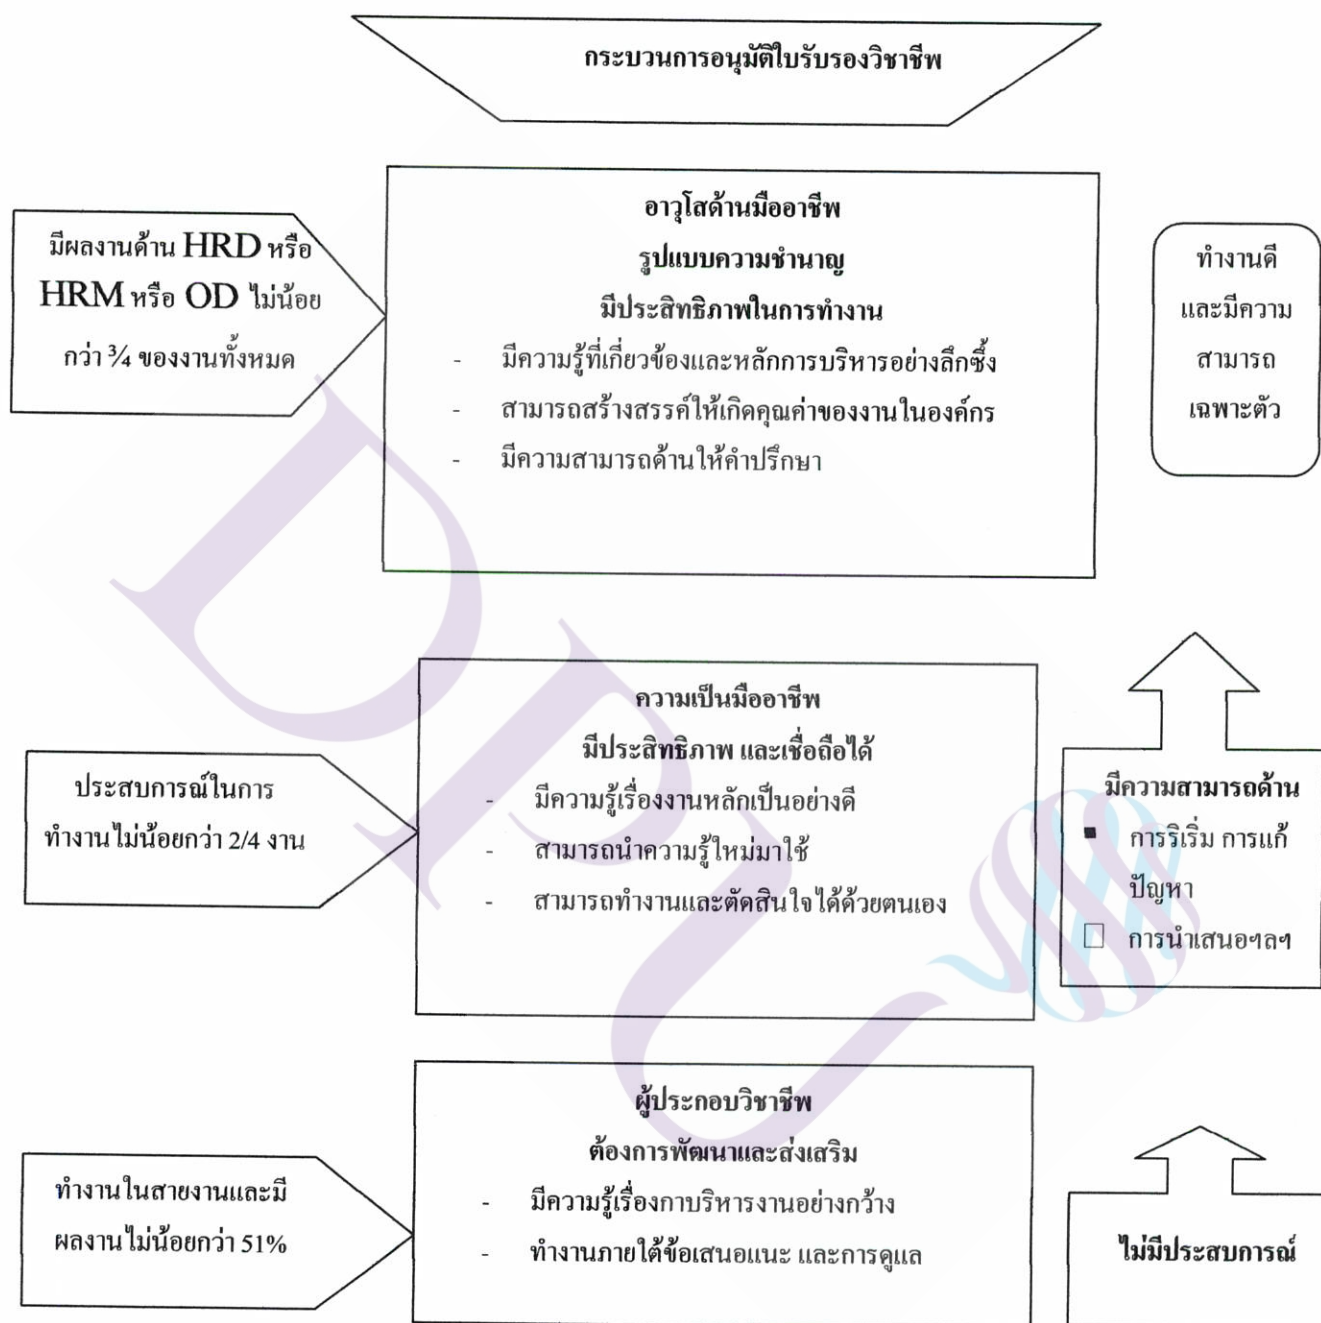 กระบวนการอนุมัติใบรับรองวิชาชีพ
มีผลงานด้าน HRD หรือ
HRM หรือ OD ไม่น้อย
กว่า ¾ ของงานทั้งหมด
อาวุโสด้านมืออาชีพ
รูปแบบความชำนาญ
มีประสิทธิภาพในการทำงาน
- มีความรู้ที่เกี่ยวข้องและหลักการบริหารอย่างลึกซึ้ง
- สามารถสร้างสรรค์ให้เกิดคุณค่าของงานในองค์กร
- มีความสามารถด้านให้คำปรึกษา
ทำงานดี
และมีความ
สามารถ
เฉพาะตัว
ประสบการณ์ในการ
ทำงานไม่น้อยกว่า 2/4 งาน
ความเป็นมืออาชีพ
มีประสิทธิภาพ และเชื่อถือได้
- มีความรู้เรื่องงานหลักเป็นอย่างดี
- สามารถนำความรู้ใหม่มาใช้
- สามารถทำงานและตัดสินใจได้ด้วยตนเอง
มีความสามารถด้าน
▪ การริเริ่ม การแก้
ปัญหา
□ การนำเสนอฯลฯ
ทำงานในสายงานและมี
ผลงานไม่น้อยกว่า 51%
ผู้ประกอบวิชาชีพ
ต้องการพัฒนาและส่งเสริม
- มีความรู้เรื่องกาบริหารงานอย่างกว้าง
- ทำงานภายใต้ข้อเสนอแนะ และการดูแล
ไม่มีประสบการณ์
DPU